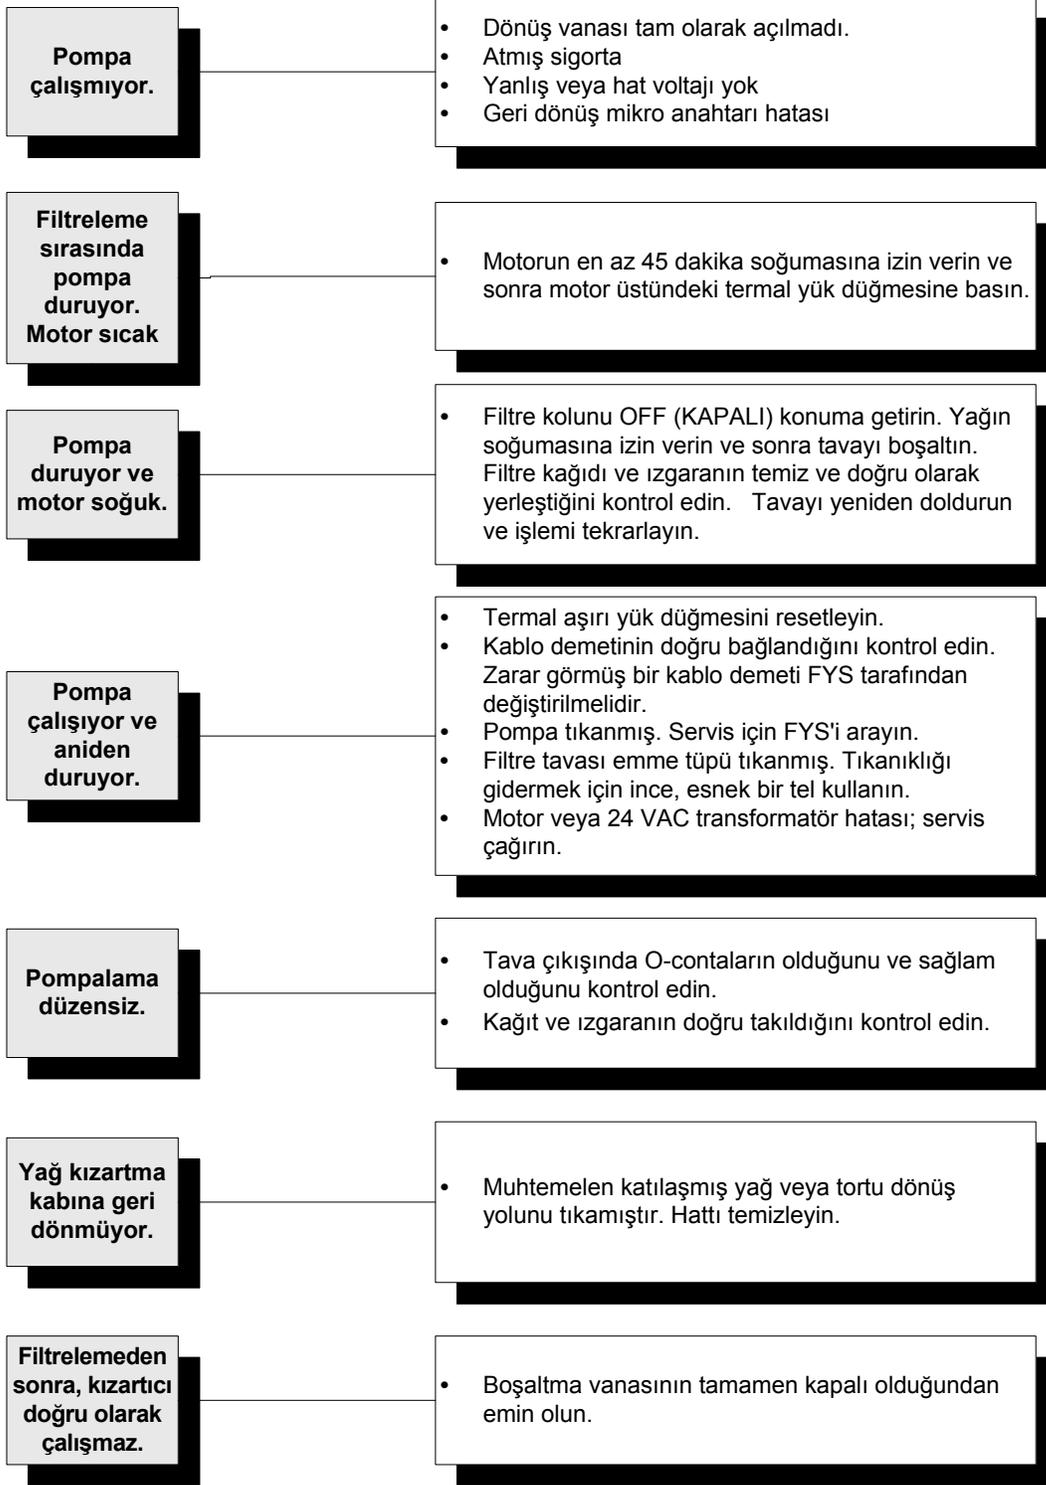 Pompa
çalışmıyor.
• Dönüş vanası tam olarak açılmadı.
• Atmış sigorta
• Yanlış veya hat voltajı yok
• Geri dönüş mikro anahtarı hatası
Filtreleme
sırasında
pompa
duruyor.
Motor sıcak
• Motorun en az 45 dakika soğumasına izin verin ve
sonra motor üstündeki termal yük düğmesine basın.
Pompa
duruyor ve
motor soğuk.
• Filtre kolunu OFF (KAPALI) konuma getirin. Yağın
soğumasına izin verin ve sonra tavayı boşaltın.
Filtre kağıdı ve ızgaranın temiz ve doğru olarak
yerleştiğini kontrol edin. Tavayı yeniden doldurun
ve işlemi tekrarlayın.
Pompa
çalışıyor ve
aniden
duruyor.
• Termal aşırı yük düğmesini resetleyin.
• Kablo demetinin doğru bağlandığını kontrol edin.
Zarar görmüş bir kablo demeti FYS tarafından
değiştirilmelidir.
• Pompa tıkanmış. Servis için FYS'i arayın.
• Filtre tavası emme tüpü tıkanmış. Tıkanıklığı
gidermek için ince, esnek bir tel kullanın.
• Motor veya 24 VAC transformatör hatası; servis
çağırın.
Pompalama
düzensiz.
• Tava çıkışında O-contaların olduğunu ve sağlam
olduğunu kontrol edin.
• Kağıt ve ızgaranın doğru takıldığını kontrol edin.
Yağ kızartma
kabına geri
dönmüyor.
• Muhtemelen katılaşmış yağ veya tortu dönüş
yolunu tıkamıştır. Hattı temizleyin.
Filtrelemeden
sonra, kızartıcı
doğru olarak
çalışmaz.
• Boşaltma vanasının tamamen kapalı olduğundan
emin olun.